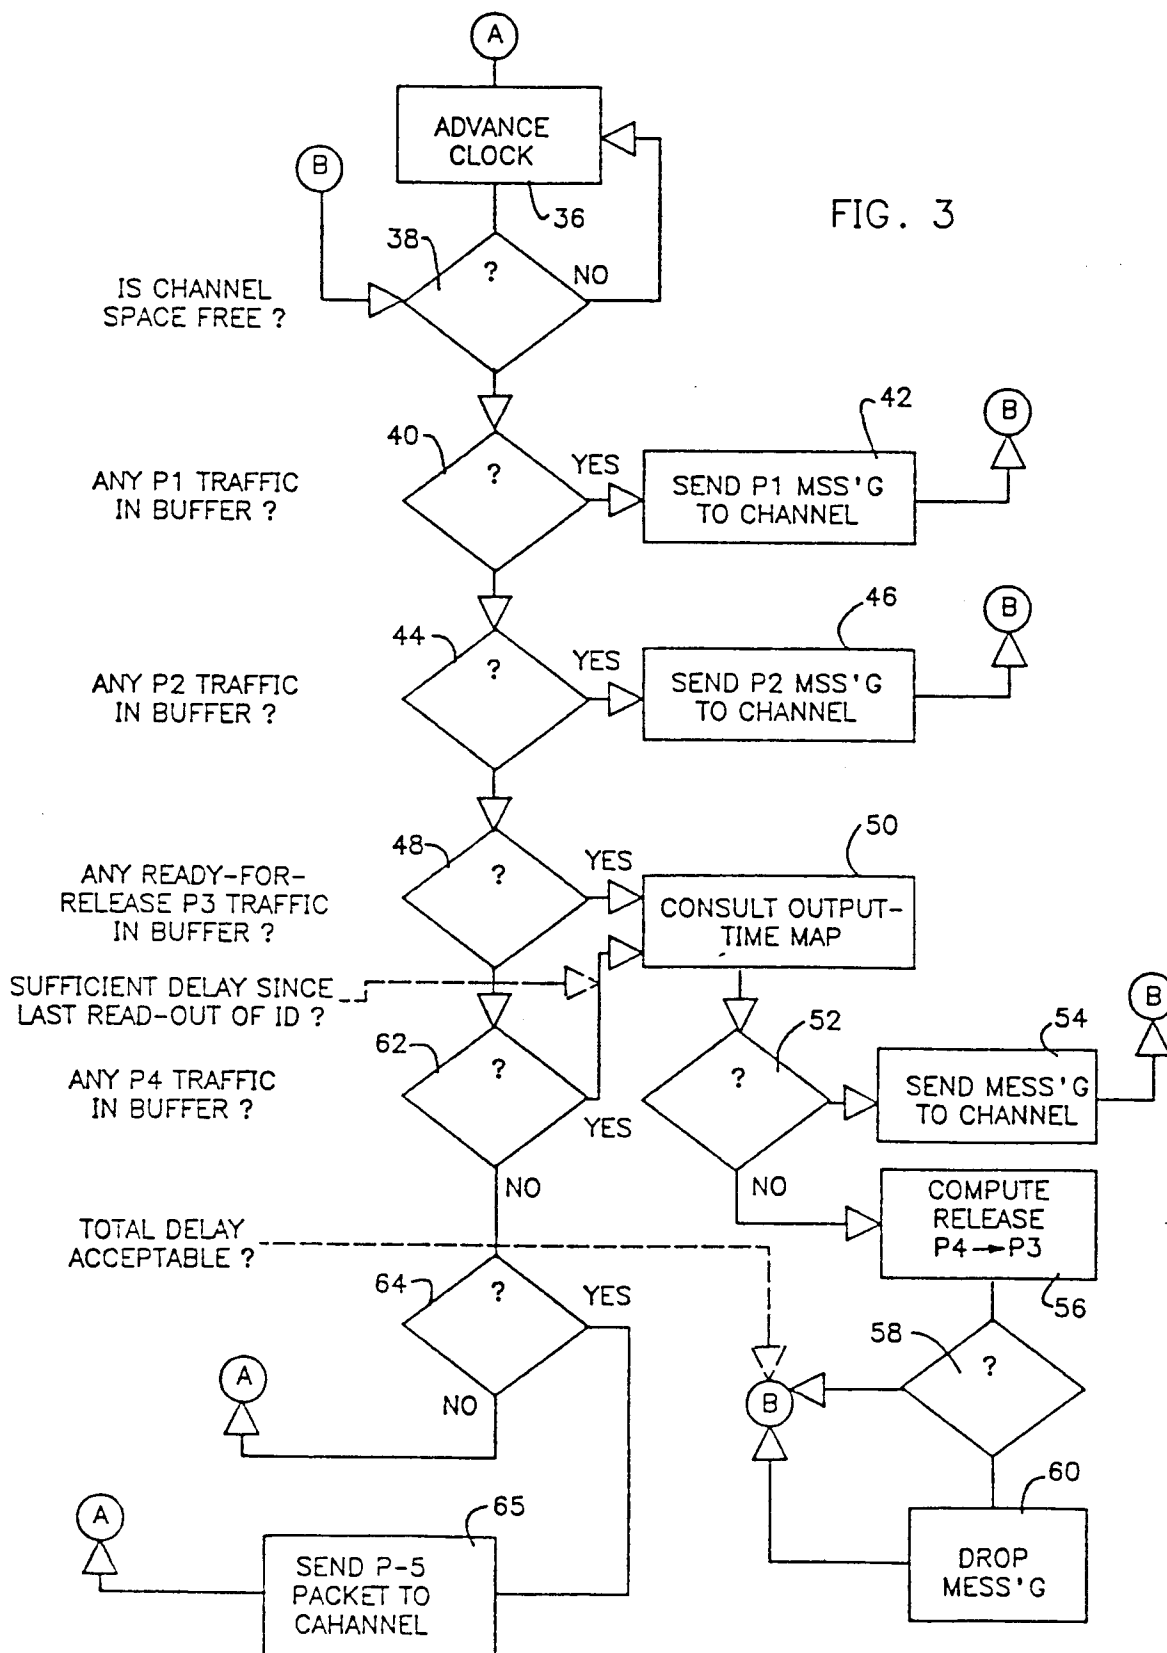 A
ADVANCE
CLOCK
B
36
FIG. 3
38
?
NO
IS CHANNEL
SPACE FREE ?
42
B
40
?
YES
ANY P1 TRAFFIC
IN BUFFER ?
SEND P1 MSS'G
TO CHANNEL
46
B
44
?
YES
ANY P2 TRAFFIC
IN BUFFER ?
SEND P2 MSS'G
TO CHANNEL
50
48
?
YES
ANY READY-FOR-
RELEASE P3 TRAFFIC
IN BUFFER ?
CONSULT OUTPUT-
TIME MAP
SUFFICIENT DELAY SINCE
LAST READ-OUT OF ID ?
B
62
?
52
?
54
ANY P4 TRAFFIC
IN BUFFER ?
YES
SEND MESS'G
TO CHANNEL
NO
NO
COMPUTE
RELEASE
P4→P3
TOTAL DELAY
ACCEPTABLE ?
64
?
YES
56
58
?
A
NO
B
60
A
65
SEND P-5
PACKET TO
CAHANNEL
DROP
MESS'G